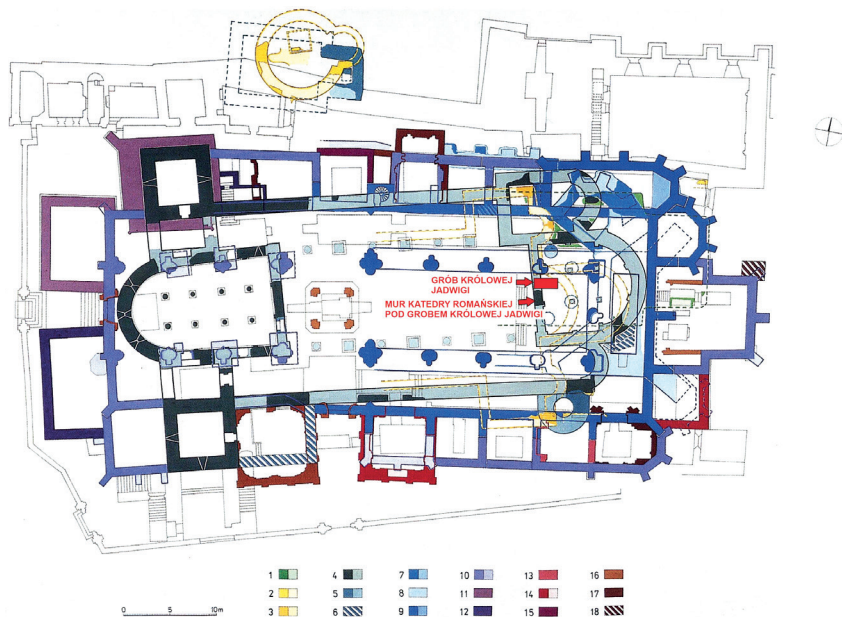 GRÓB KRÓLOWEJ
JADWIGI
MUR KATEDRY ROMAŃSKIEJ
POD GROBEM KRÓLOWEJ JADWIGI
1 4 7 10 13 16
2 5 8 11 14 17
3 6 9 12 15 18
0 5 10m